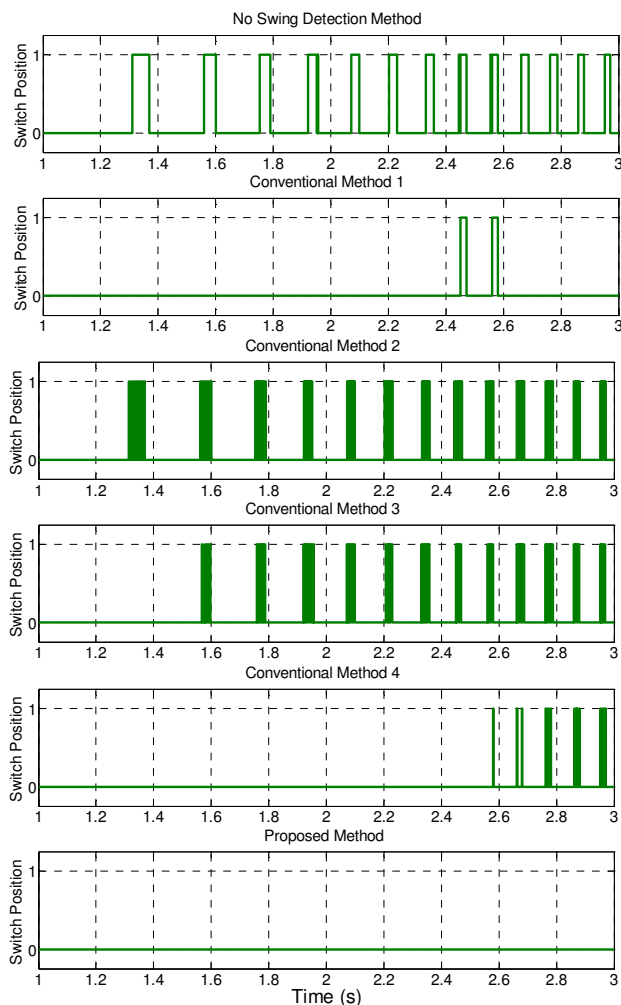 No Swing Detection Method
Switch Position
1
0
1 1.2 1.4 1.6 1.8 2 2.2 2.4 2.6 2.8 3
Conventional Method 1
Switch Position
1
0
1 1.2 1.4 1.6 1.8 2 2.2 2.4 2.6 2.8 3
Conventional Method 2
Switch Position
1
0
1 1.2 1.4 1.6 1.8 2 2.2 2.4 2.6 2.8 3
Conventional Method 3
Switch Position
1
0
1 1.2 1.4 1.6 1.8 2 2.2 2.4 2.6 2.8 3
Conventional Method 4
Switch Position
1
0
1 1.2 1.4 1.6 1.8 2 2.2 2.4 2.6 2.8 3
Proposed Method
Switch Position
1
0
1 1.2 1.4 1.6 1.8 2 2.2 2.4 2.6 2.8 3
Time (s)